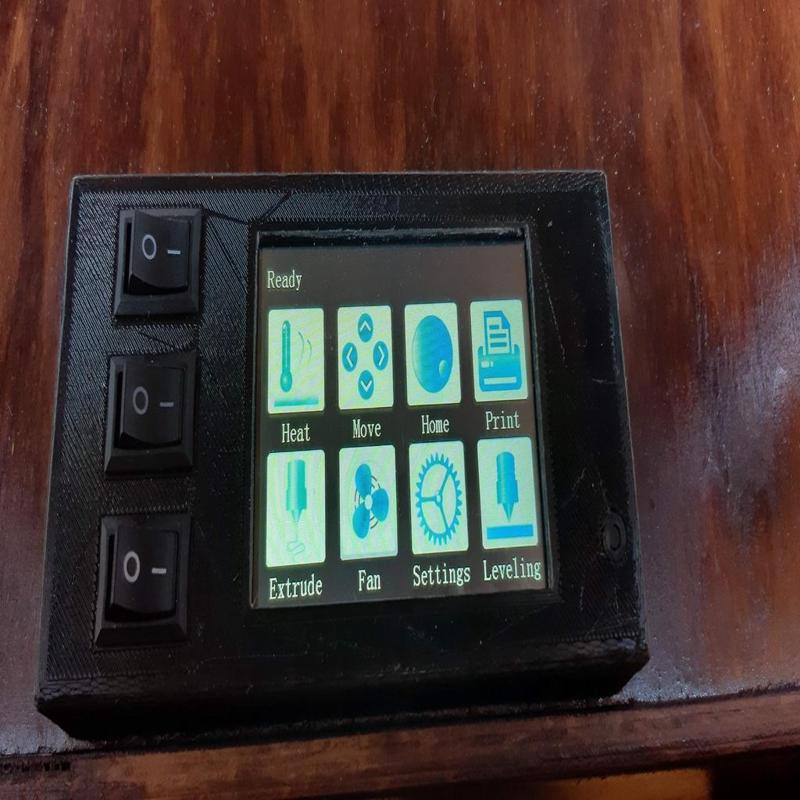 Ready
Heat Move Home Print
Extrude Fan Settings Leveling
O –
O –
O –